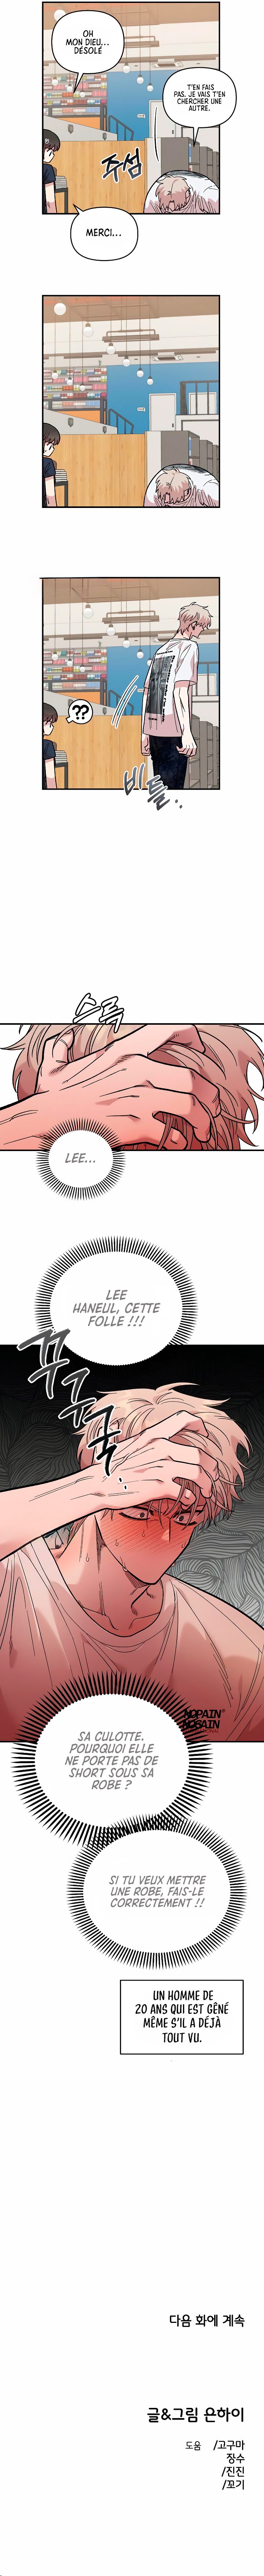 OH
MON DIEU...
DÉSOLÉ
T'EN FAIS
PAS. JE VAIS T'EN
CHERCHER UNE
AUTRE.
주섬
MERCI...
??
비틀..
스륵
LEE...
LEE
HANEUL, CETTE
FOLLE !!!
꾸구국
NOPAIN
NOGAIN
SA CULOTTE.
POURQUOI ELLE
NE PORTE PAS DE
SHORT SOUS SA
ROBE ?
SI TU VEUX METTRE
UNE ROBE, FAIS-LE
CORRECTEMENT !!
UN HOMME DE
20 ANS QUI EST GÊNÉ
MÊME S'IL A DÉJÀ
TOUT VU.
다음 화에 계속
글&그림 은하이
도움 /고구마
징수
/진진
/꼬기